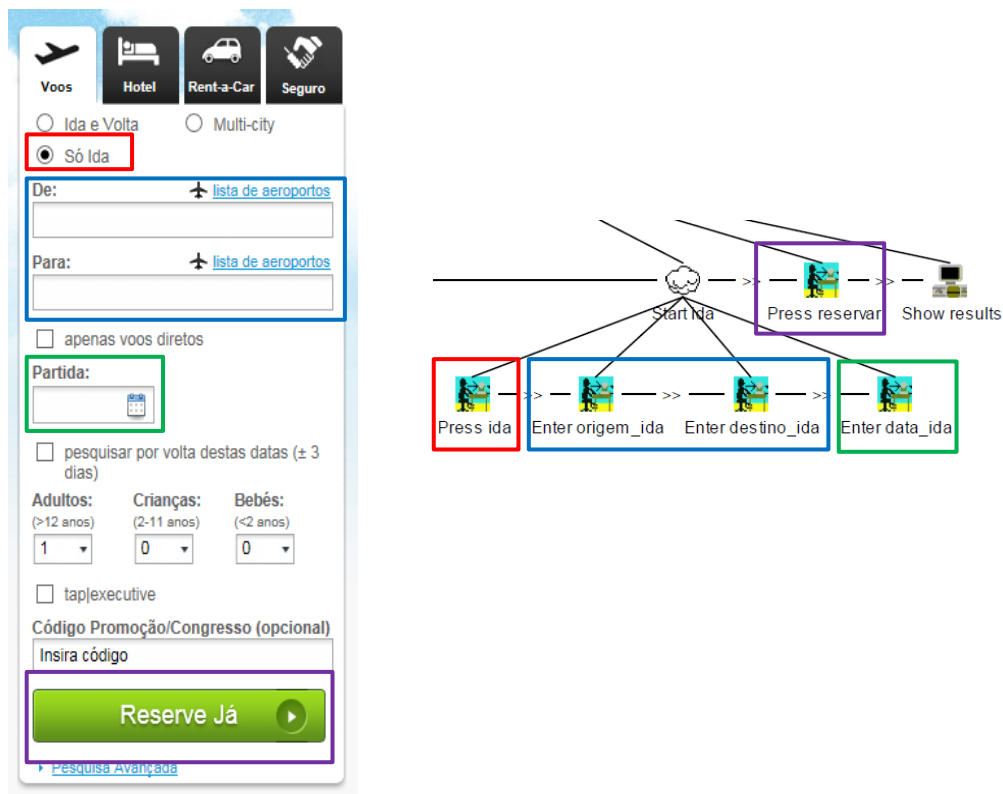 Voos Hotel Rent-a-Car Seguro
Ida e Volta Multi-city
Só Ida
De: lista de aeroportos
Para: lista de aeroportos
apenas voos diretos
Partida:
pesquisar por volta destas datas (± 3
dias)
Adultos: Crianças: Bebés:
(>12 anos) (2-11 anos) (<2 anos)
1 0 0
tap|executive
Código Promoção/Congresso (opcional)
Insira código
Reserve Já
Pesquisa Avançada
>> >>
Start ida Press reservar Show results
>> >> >>
Press ida Enter origem_ida Enter destino_ida Enter data_ida